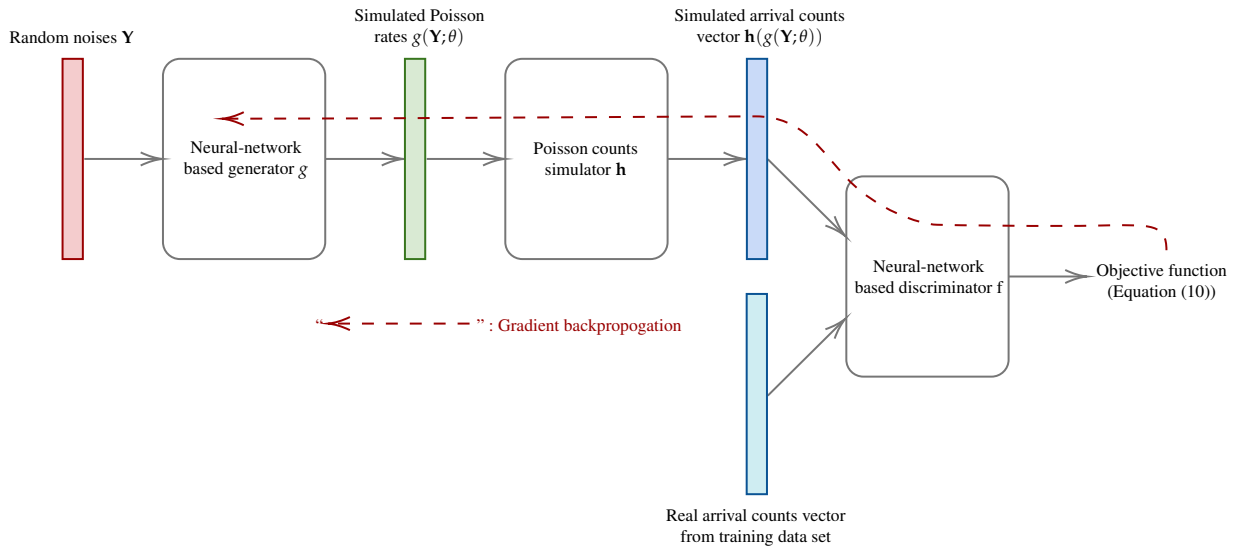 Random noises Y
Simulated Poisson
rates g(Y;θ)
Simulated arrival counts
vector h(g(Y;θ))
Neural-network
based generator g
Poisson counts
simulator h
Neural-network
based discriminator f
Objective function
(Equation (10))
“ ” : Gradient backpropogation
Real arrival counts vector
from training data set